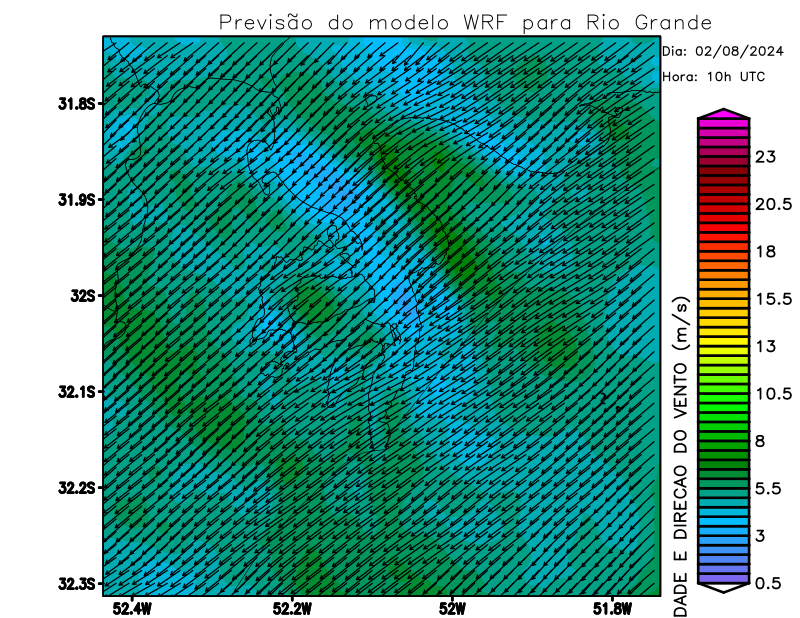 Previsão do modelo WRF para Rio Grande
Dia: 02/08/2024
Hora: 10h UTC
31.8S
31.9S
32S
32.1S
32.2S
32.3S
52.4W
52.2W
52W
51.8W
23
20.5
18
15.5
13
10.5
8
5.5
3
0.5
DADE E DIRECAO DO VENTO (m/s)